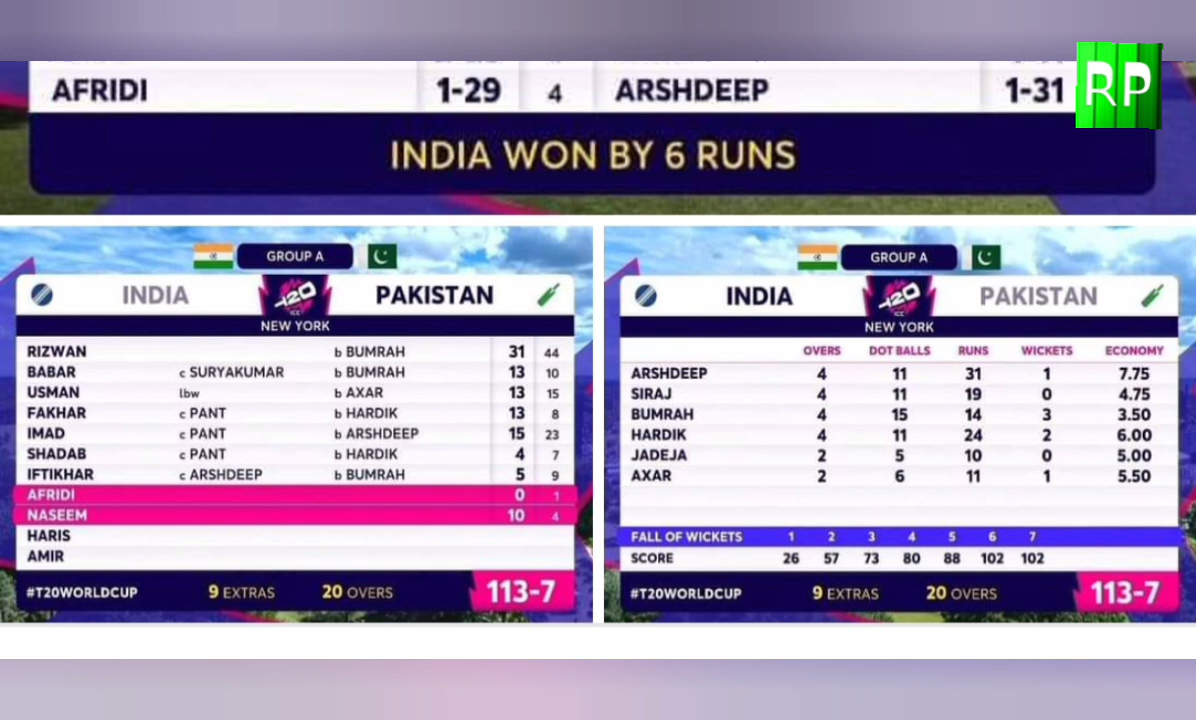 AFRIDI 1-29 4 ARSHDEEP 1-31
RP
INDIA WON BY 6 RUNS
GROUP A
INDIA T20 PAKISTAN
ICC
NEW YORK
RIZWAN b BUMRAH 31 44
BABAR c SURYAKUMAR b BUMRAH 13 10
USMAN lbw b AXAR 13 15
FAKHAR c PANT b HARDIK 13 8
IMAD c PANT b ARSHDEEP 15 23
SHADAB c PANT b HARDIK 4 7
IFTIKHAR c ARSHDEEP b BUMRAH 5 9
AFRIDI 0 1
NASEEM 10 4
HARIS
AMIR
#T20WORLDCUP 9 EXTRAS 20 OVERS 113-7
GROUP A
INDIA T20 PAKISTAN
ICC
NEW YORK
OVERS DOT BALLS RUNS WICKETS ECONOMY
ARSHDEEP 4 11 31 1 7.75
SIRAJ 4 11 19 0 4.75
BUMRAH 4 15 14 3 3.50
HARDIK 4 11 24 2 6.00
JADEJA 2 5 10 0 5.00
AXAR 2 6 11 1 5.50
FALL OF WICKETS 1 2 3 4 5 6 7
SCORE 26 57 73 80 88 102 102
#T20WORLDCUP 9 EXTRAS 20 OVERS 113-7